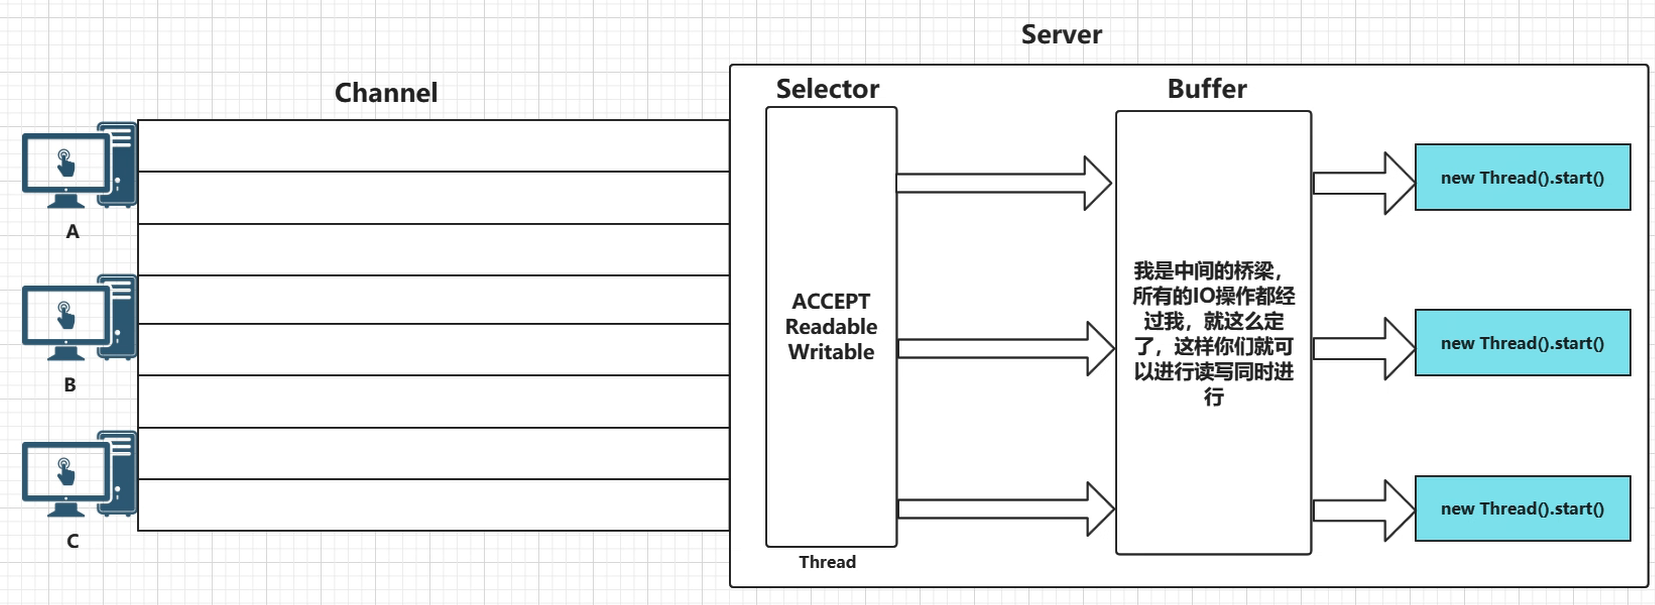 Server
Channel
Selector
Buffer
A
B
C
ACCEPT
Readable
Writable
Thread
我是中间的桥梁，
所有的IO操作都经
过我，就这么定
了，这样你们就可
以进行读写同时进
行
new Thread().start()
new Thread().start()
new Thread().start()